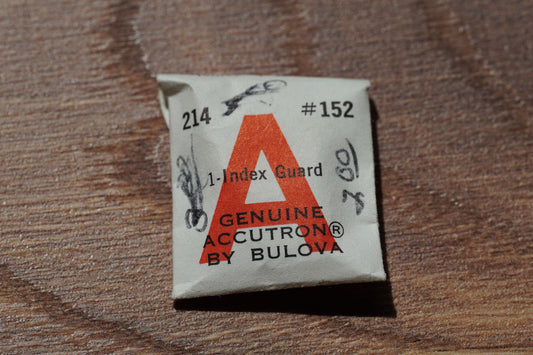 214 #152
1-Index Guard
GENUINE
ACCUTRON®
BY BULOVA